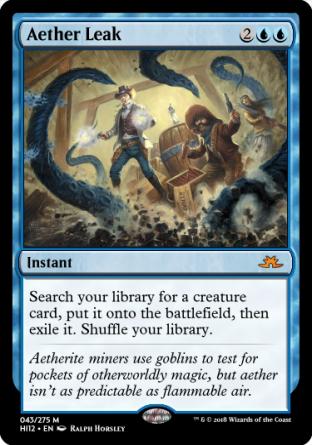 Aether Leak 2
Instant
Search your library for a creature
card, put it onto the battlefield, then
exile it. Shuffle your library.
Aetherite miners use goblins to test for
pockets of otherworldly magic, but aether
isn't as predictable as flammable air.
043/275 M
HI12 • EN RALPH HORSLEY
™ & © 2018 Wizards of the Coast